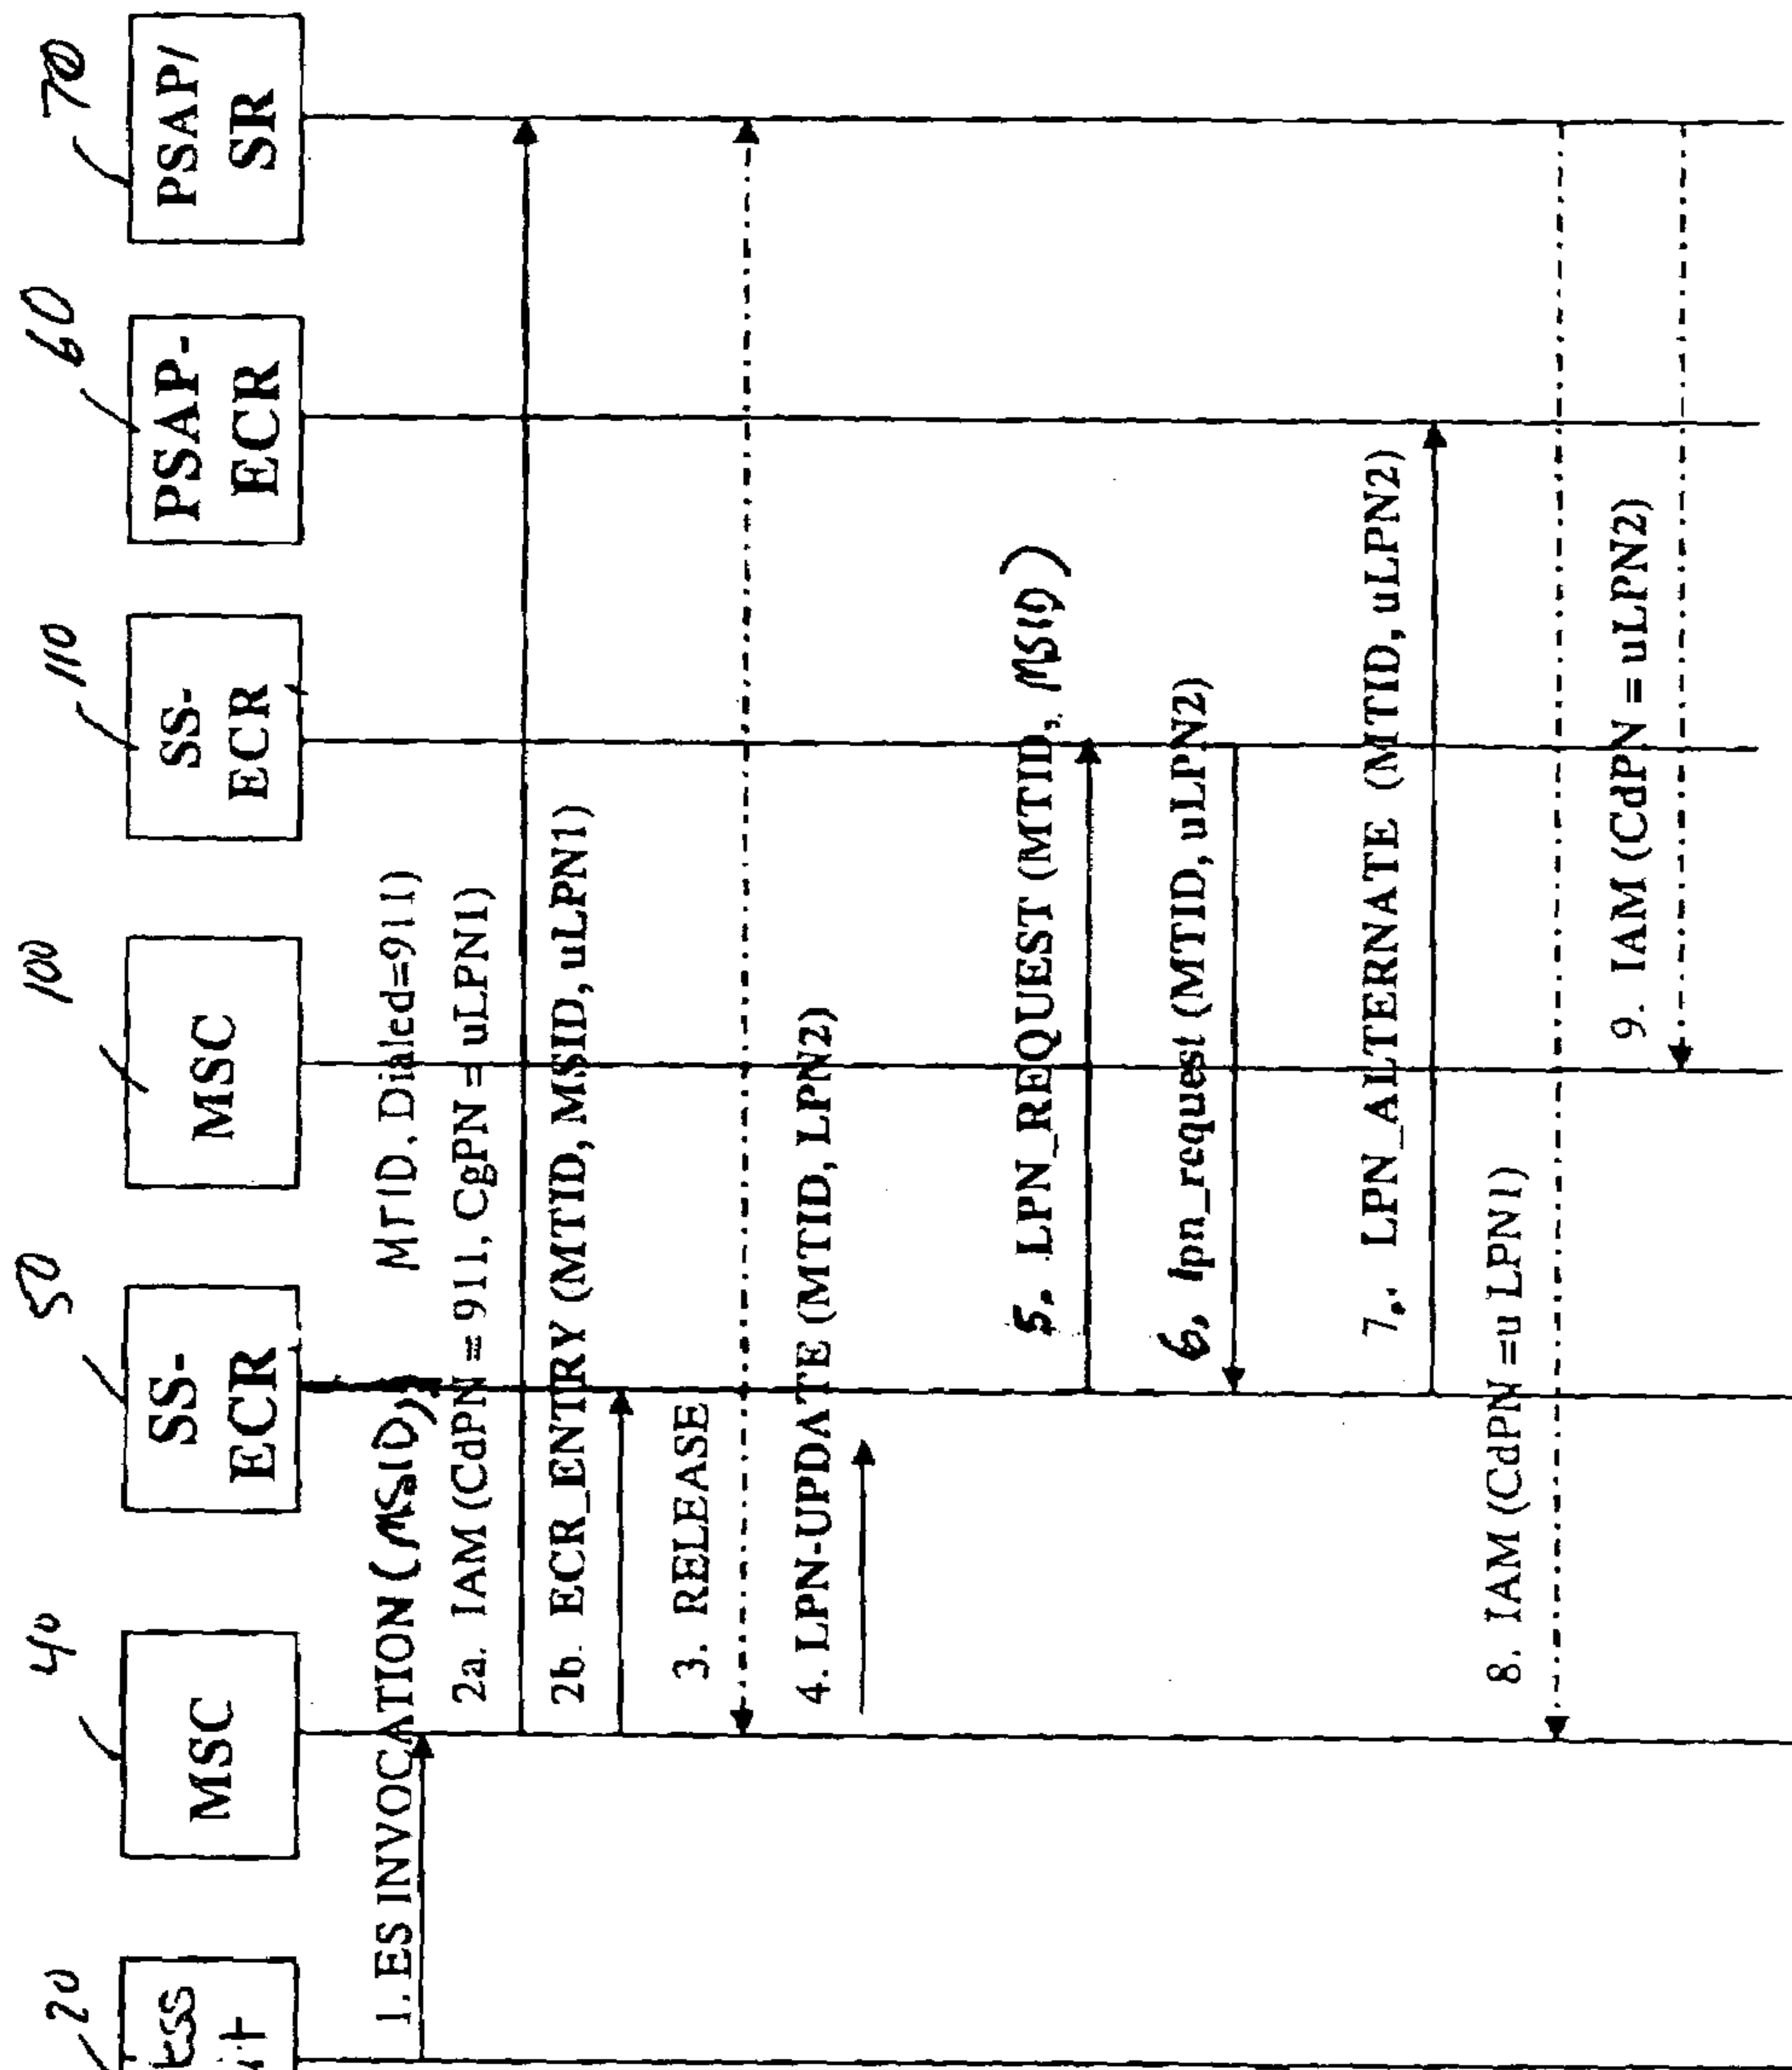 20
40
50
100
110
60
70
MSC
SS-
ECR
MSC
SS-
ECR
PSAP-
ECR
PSAP/
SR
1. ES INVOCATION (MSID, MTID, Dialed=911)
2a. IAM (CdPN = 911, CgPN = uLPN1)
2b. ECR_ENTRY (MTID, MSID, uLPN1)
3. RELEASE
4. LPN-UPDATE (MTID, LPN2)
5. LPN_REQUEST (MTID, MSID)
6, lpn_request (MTID, uLPN2)
7. LPN_ALTERNATE (MTID, uLPN2)
8. IAM (CdPN =u LPN1)
9. IAM (CdPN = uLPN2)